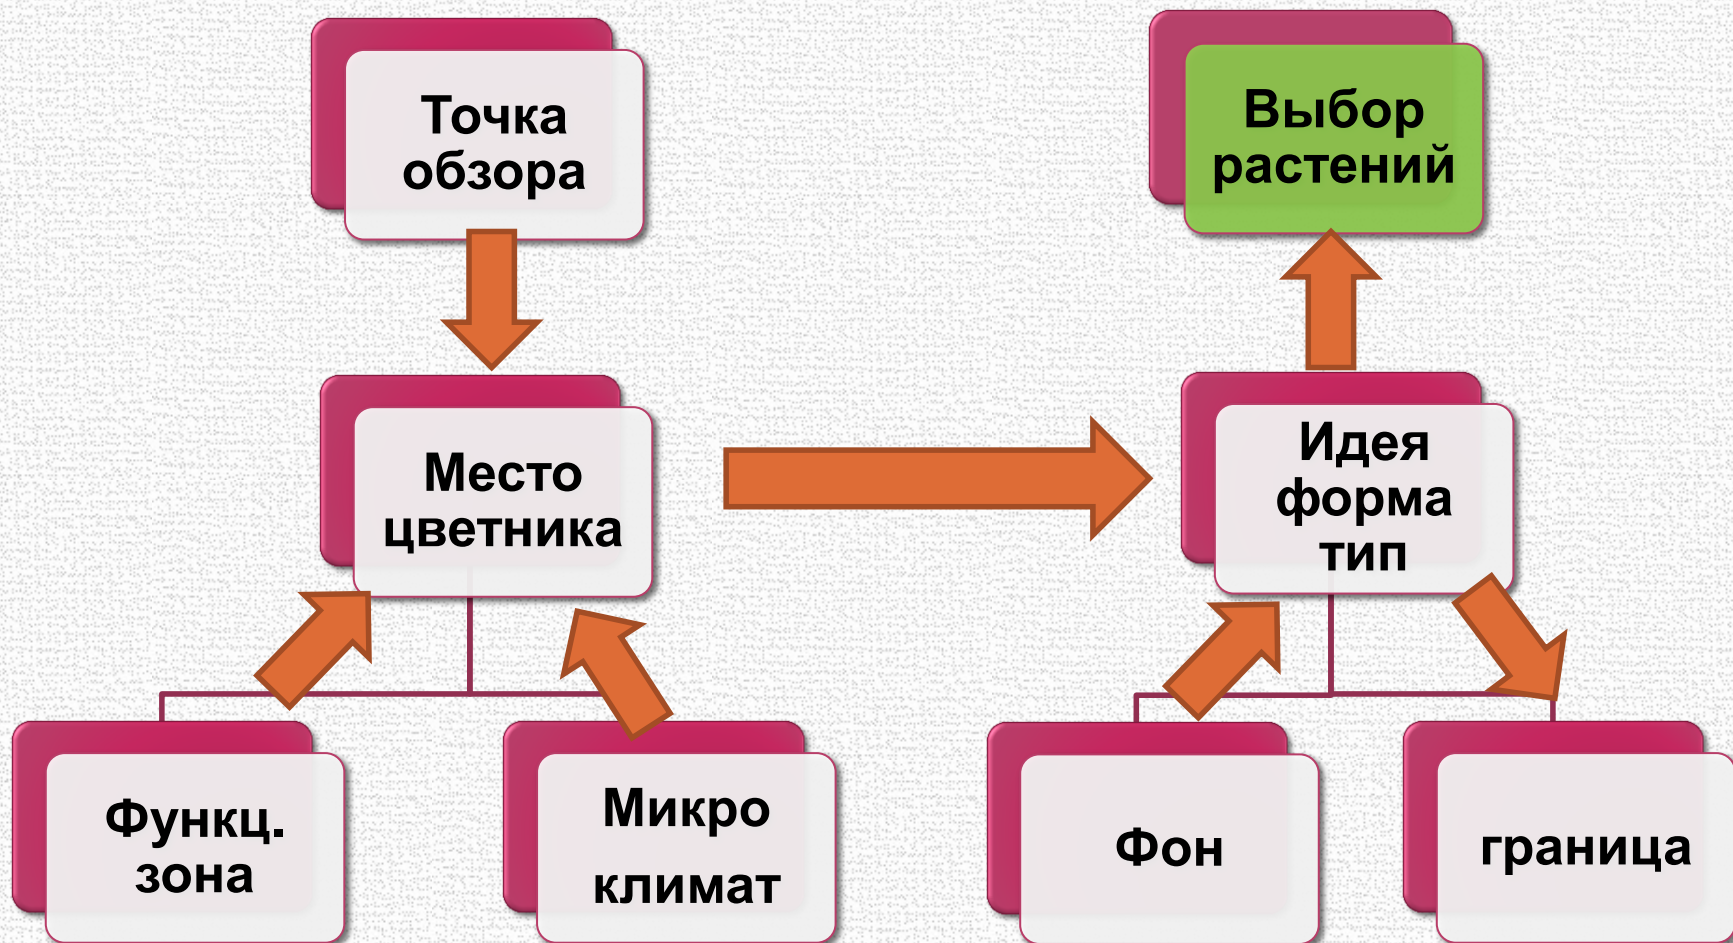 Точка
обзора
Выбор
растений
Место
цветника
Идея
форма
тип
Функц.
зона
Микро
климат
Фон
граница